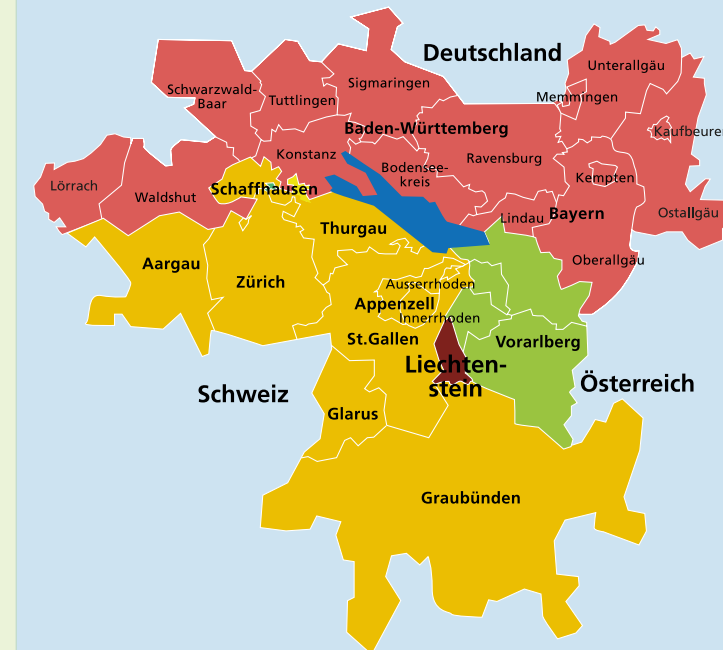 Deutschland
Unterallgäu
Sigmaringen
Schwarzwald-
Baar
Tuttlingen
Memmingen
Baden-Württemberg
Kaufbeure
Konstanz
Ravensburg
Bodensee-
kreis
Kempten
Lörrach
Schaffhausen
Waldshut
Lindau
Bayern
Ostallgäu
Thurgau
Oberallgäu
Aargau
Zürich
Ausserrhoden
Appenzell
Innerrhoden
St.Gallen
Vorarlberg
Liechten-
stein
Österreich
Schweiz
Glarus
Graubünden